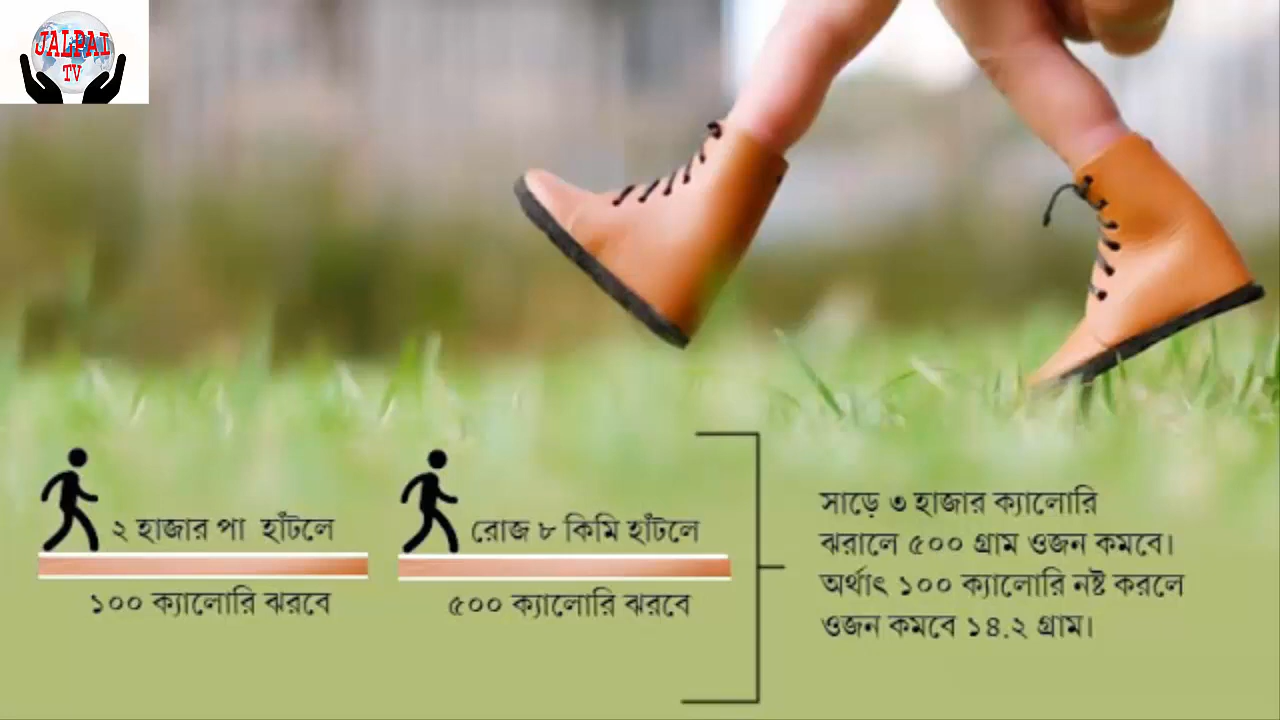 JALPAI
TV
২ হাজার পা হাঁটলে
১০০ ক্যালোরি ঝরবে
রোজ ৮ কিমি হাঁটলে
৫০০ ক্যালোরি ঝরবে
সাড়ে ৩ হাজার ক্যালোরি
ঝরালে ৫০০ গ্রাম ওজন কমবে।
অর্থাৎ ১০০ ক্যালোরি নষ্ট করলে
ওজন কমবে ১৪.২ গ্রাম।